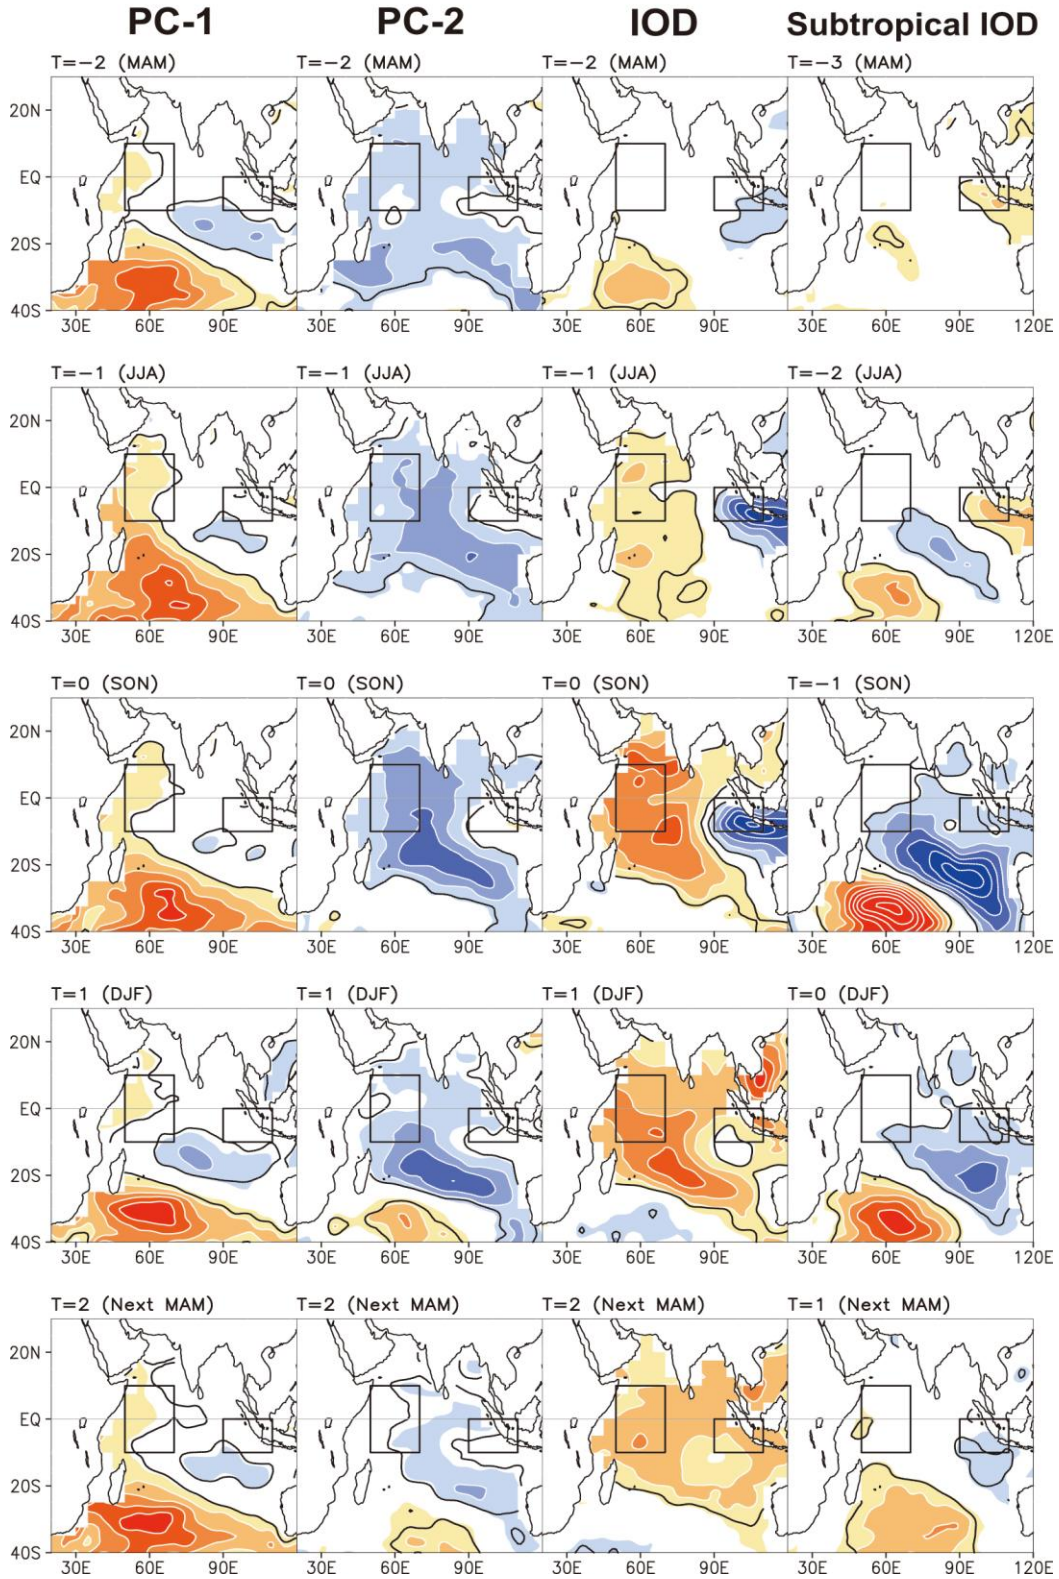 PC-1 PC-2 IOD Subtropical IOD
T=−2 (MAM) T=−2 (MAM) T=−2 (MAM) T=−3 (MAM)
20N
EQ
20S
40S
30E 60E 90E 30E 60E 90E 30E 60E 90E 30E 60E 90E 120E
T=−1 (JJA) T=−1 (JJA) T=−1 (JJA) T=−2 (JJA)
20N
EQ
20S
40S
30E 60E 90E 30E 60E 90E 30E 60E 90E 30E 60E 90E 120E
T=0 (SON) T=0 (SON) T=0 (SON) T=−1 (SON)
20N
EQ
20S
40S
30E 60E 90E 30E 60E 90E 30E 60E 90E 30E 60E 90E 120E
T=1 (DJF) T=1 (DJF) T=1 (DJF) T=0 (DJF)
20N
EQ
20S
40S
30E 60E 90E 30E 60E 90E 30E 60E 90E 30E 60E 90E 120E
T=2 (Next MAM) T=2 (Next MAM) T=2 (Next MAM) T=1 (Next MAM)
20N
EQ
20S
40S
30E 60E 90E 30E 60E 90E 30E 60E 90E 30E 60E 90E 120E